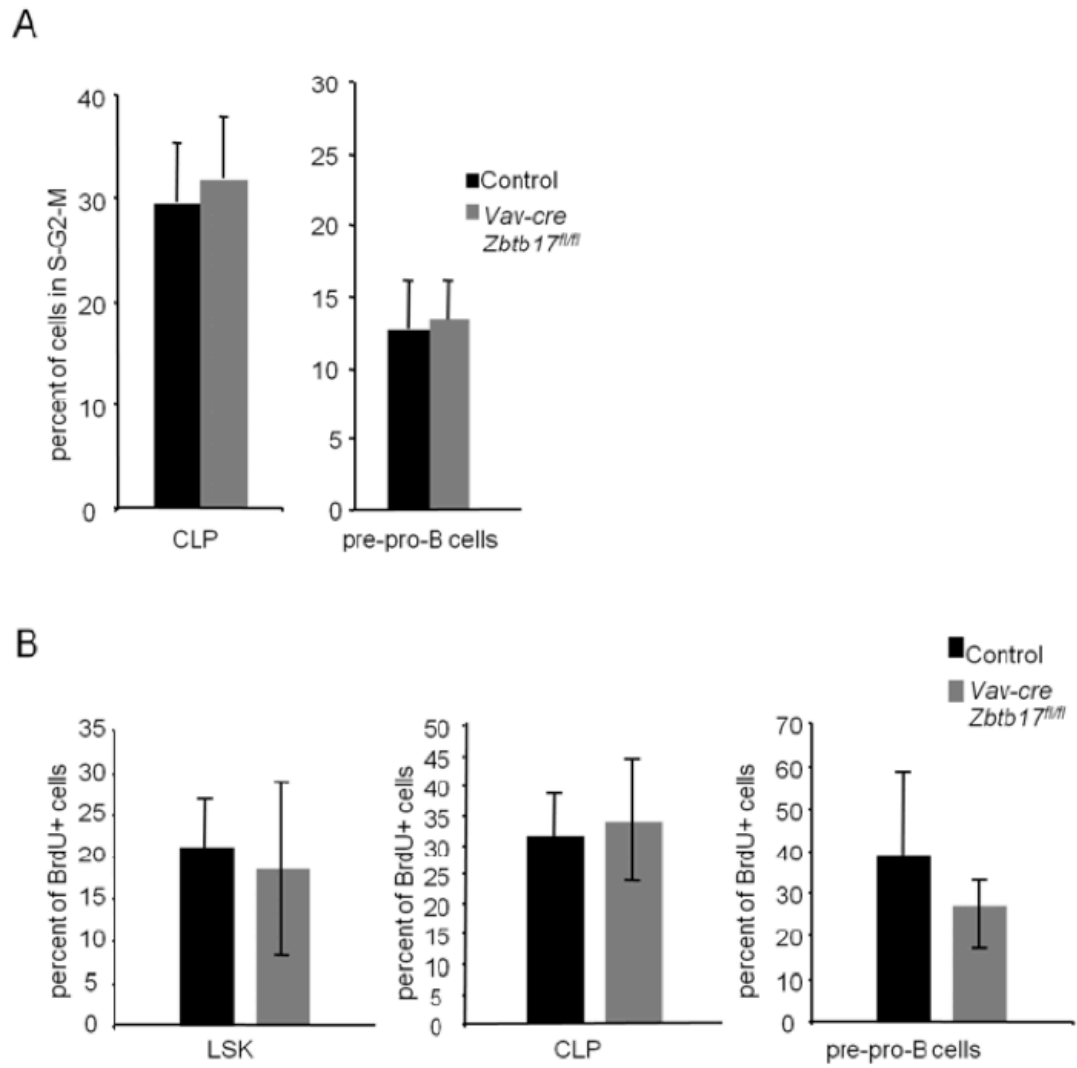 A
percent of cells in S-G2-M
40
30
20
10
0
CLP
30
25
20
15
10
5
0
pre-pro-B cells
Control
Vav-cre
Zbtb17fl/fl
B
Control
Vav-cre
Zbtb17fl/fl
percent of BrdU+ cells
35
30
25
20
15
10
5
0
LSK
percent of BrdU+ cells
50
45
40
35
30
25
20
15
10
5
0
CLP
percent of BrdU+ cells
70
60
50
40
30
20
10
0
pre-pro-B cells